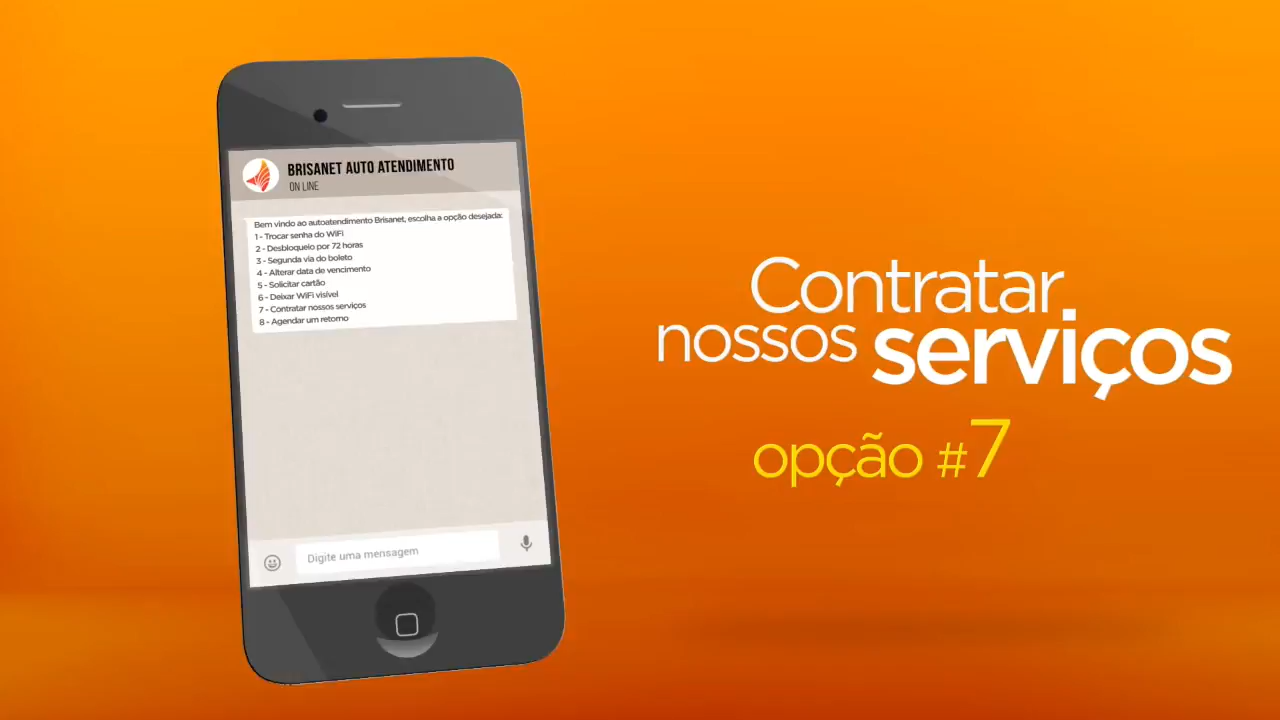 BRISANET AUTO ATENDIMENTO
ON LINE
Bem vindo ao autoatendimento Brisanet, escolha a opção desejada:
1 - Trocar senha do WiFi
2 - Desbloqueio por 72 horas
3 - Segunda via do boleto
4 - Alterar data de vencimento
5 - Solicitar cartão
6 - Deixar WiFi visível
7 - Contratar nossos serviços
8 - Agendar um retorno
Digite uma mensagem
Contratar
nossos serviços
opção #7